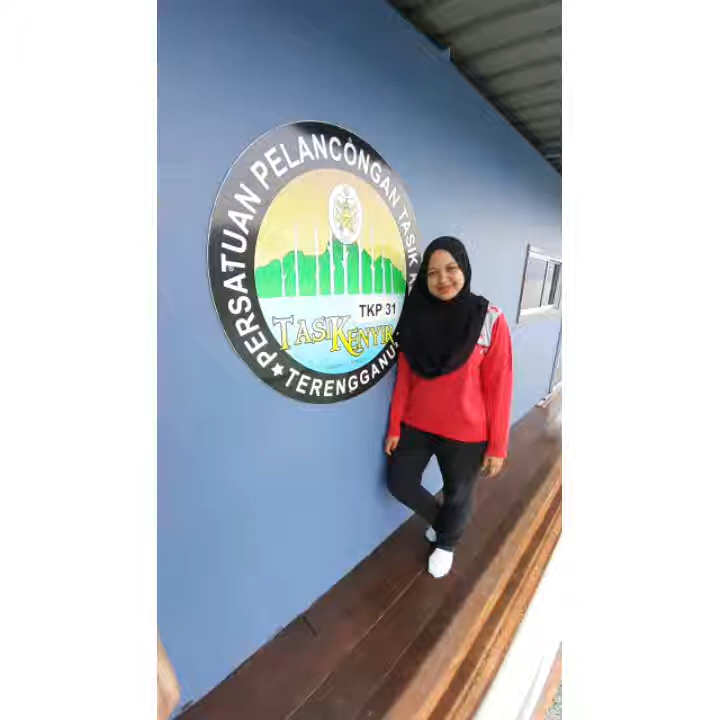 PERSATUAN PELANCONGAN TASIK
TKP 31
TASIK KENYIR
TERENGGANU